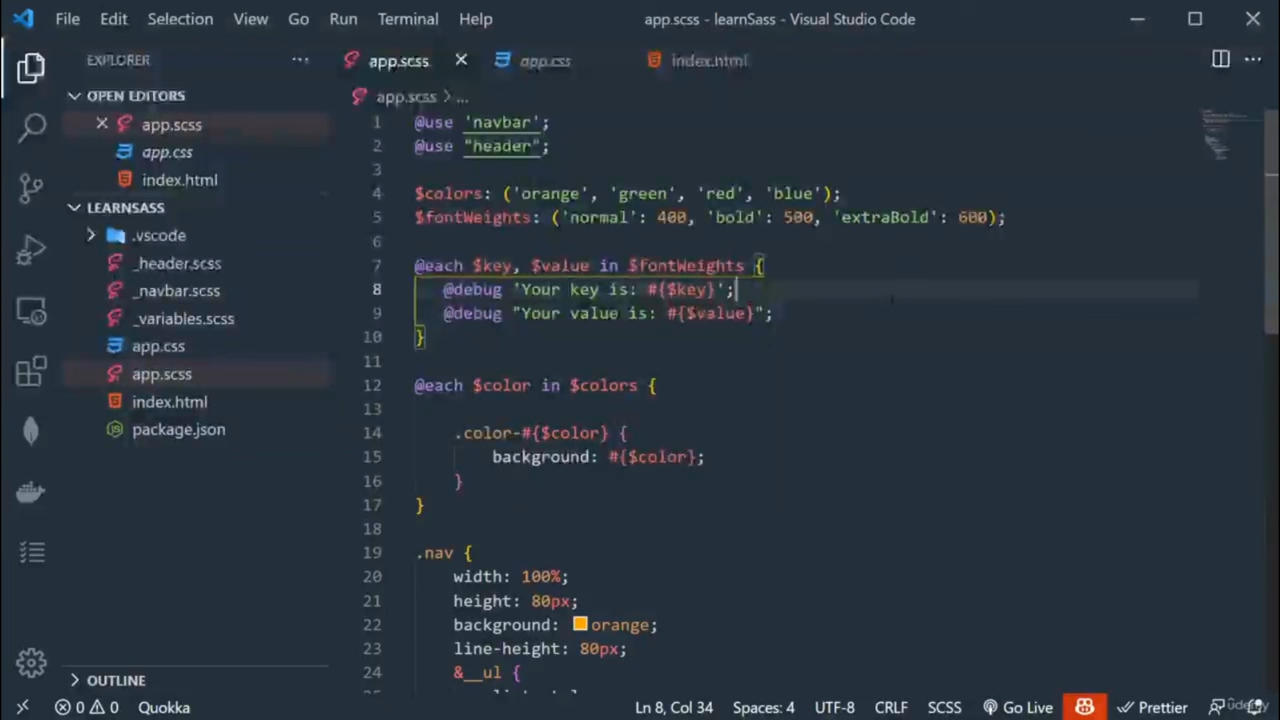 File Edit Selection View Go Run Terminal Help app.scss - learnSass - Visual Studio Code
EXPLORER ... app.scss app.css index.html ...
OPEN EDITORS
app.scss
app.css
index.html
LEARNSASS
.vscode
_header.scss
_navbar.scss
_variables.scss
app.css
app.scss
index.html
package.json
OUTLINE
app.scss > ...
1 @use 'navbar';
2 @use "header";
3
4 $colors: ('orange', 'green', 'red', 'blue');
5 $fontWeights: ('normal': 400, 'bold': 500, 'extraBold': 600);
6
7 @each $key, $value in $fontWeights {
8 @debug 'Your key is: #{$key}';
9 @debug "Your value is: #{$value}";
10 }
11
12 @each $color in $colors {
13
14 .color-#{$color} {
15 background: #{$color};
16 }
17 }
18
19 .nav {
20 width: 100%;
21 height: 80px;
22 background: orange;
23 line-height: 80px;
24 &__ul {
0 0 Quokka Ln 8, Col 34 Spaces: 4 UTF-8 CRLF SCSS Go Live Prettier